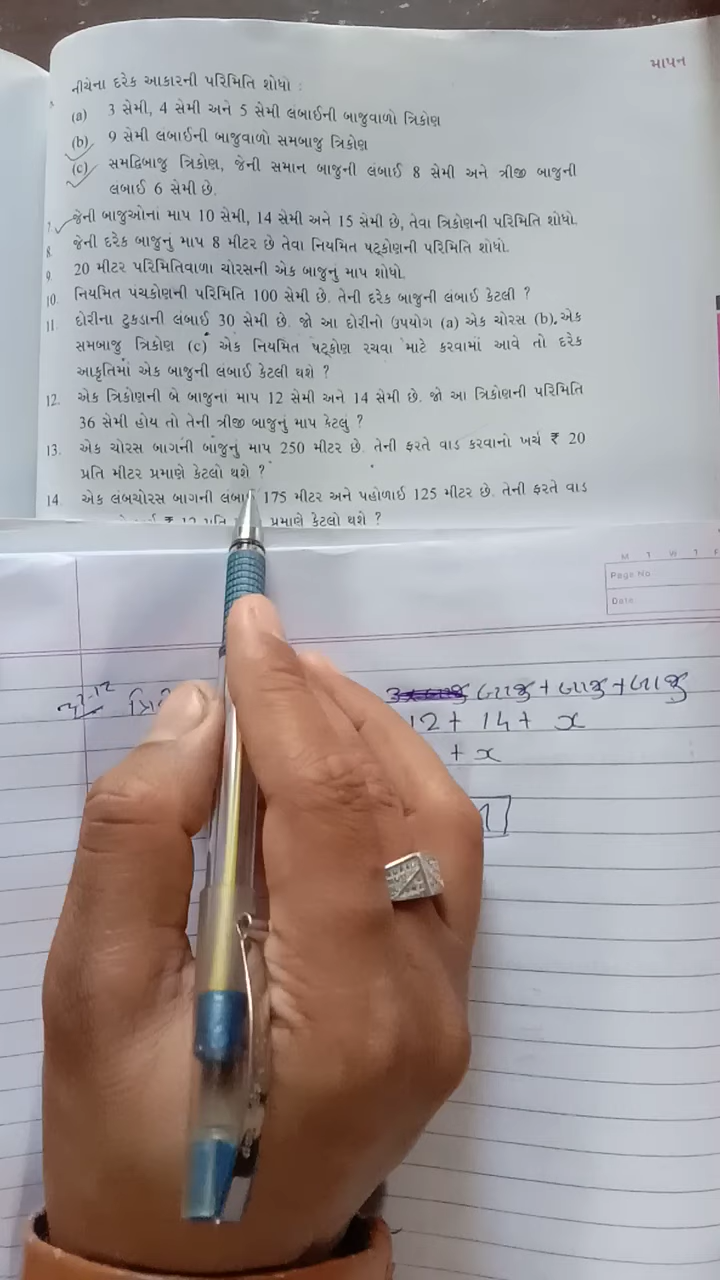 માપન
નીચેના દરેક આકારની પરિમિતિ શોધો :
(a) 3 સેમી, 4 સેમી અને 5 સેમી લંબાઈની બાજુવાળો ત્રિકોણ
(b) 9 સેમી લંબાઈની બાજુવાળો સમબાજુ ત્રિકોણ
(c) સમદ્વિબાજુ ત્રિકોણ, જેની સમાન બાજુની લંબાઈ 8 સેમી અને ત્રીજી બાજુની
લંબાઈ 6 સેમી છે.
7. જેની બાજુઓનાં માપ 10 સેમી, 14 સેમી અને 15 સેમી છે, તેવા ત્રિકોણની પરિમિતિ શોધો.
8. જેની દરેક બાજુનું માપ 8 મીટર છે તેવા નિયમિત ષટ્કોણની પરિમિતિ શોધો.
9. 20 મીટર પરિમિતિવાળા ચોરસની એક બાજુનું માપ શોધો.
10. નિયમિત પંચકોણની પરિમિતિ 100 સેમી છે. તેની દરેક બાજુની લંબાઈ કેટલી ?
11. દોરીના ટુકડાની લંબાઈ 30 સેમી છે. જો આ દોરીનો ઉપયોગ (a) એક ચોરસ (b) એક
સમબાજુ ત્રિકોણ (c) એક નિયમિત ષટ્કોણ રચવા માટે કરવામાં આવે તો દરેક
આકૃતિમાં એક બાજુની લંબાઈ કેટલી થશે ?
12. એક ત્રિકોણની બે બાજુનાં માપ 12 સેમી અને 14 સેમી છે. જો આ ત્રિકોણની પરિમિતિ
36 સેમી હોય તો તેની ત્રીજી બાજુનું માપ કેટલું ?
13. એક ચોરસ બાગની બાજુનું માપ 250 મીટર છે. તેની ફરતે વાડ કરવાનો ખર્ચ ₹ 20
પ્રતિ મીટર પ્રમાણે કેટલો થશે ?
14. એક લંબચોરસ બાગની 175 મીટર અને પહોળાઈ 125 મીટર છે. તેની ફરતે વાડ
₹ 12 પ્રતિ પ્રમાણે કેટલો થશે ?
M T W T F
Page No
Date
બાજુ + બાજુ + બાજુ
12 + 14 + x
+ x